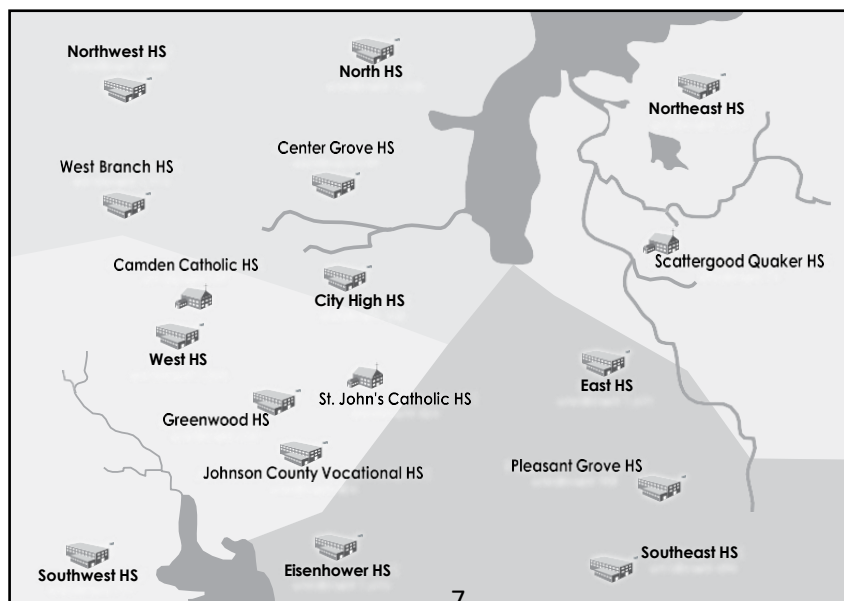 Northwest HS
North HS
Northeast HS
Center Grove HS
West Branch HS
Camden Catholic HS
Scattergood Quaker HS
City High HS
West HS
East HS
St. John's Catholic HS
Greenwood HS
Johnson County Vocational HS
Pleasant Grove HS
Southwest HS
Eisenhower HS
Southeast HS
7